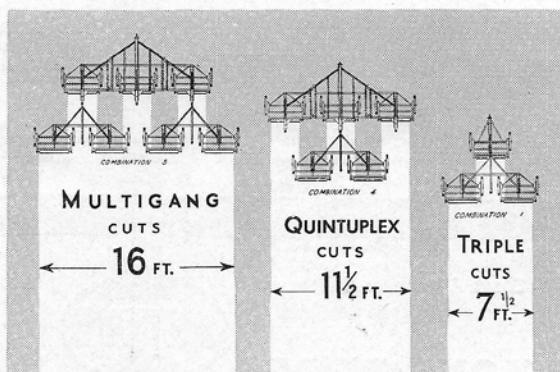 COMBINATION 5
MULTIGANG
CUTS
16 FT.
COMBINATION 4
QUINTUPLEX
CUTS
11½ FT.
COMBINATION 1
TRIPLE
CUTS
7½ FT.